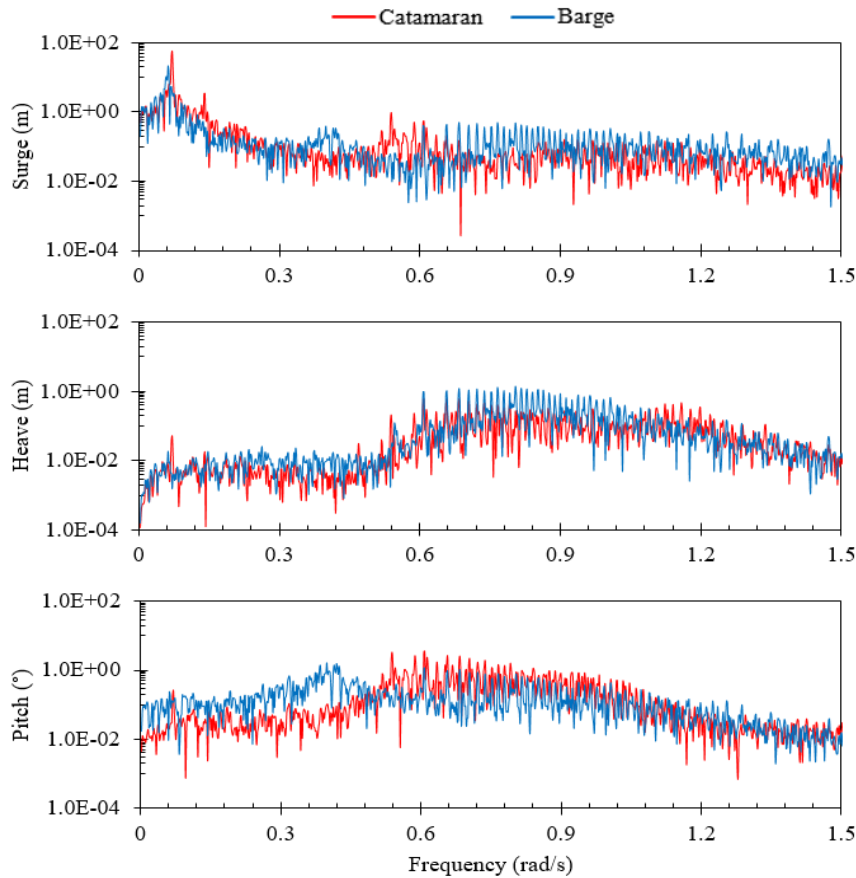 Catamaran Barge
1.0E+02
1.0E+00
1.0E-02
1.0E-04
Surge (m)
0 0.3 0.6 0.9 1.2 1.5
1.0E+02
1.0E+00
1.0E-02
1.0E-04
Heave (m)
0 0.3 0.6 0.9 1.2 1.5
1.0E+02
1.0E+00
1.0E-02
1.0E-04
Pitch (°)
0 0.3 0.6 0.9 1.2 1.5
Frequency (rad/s)